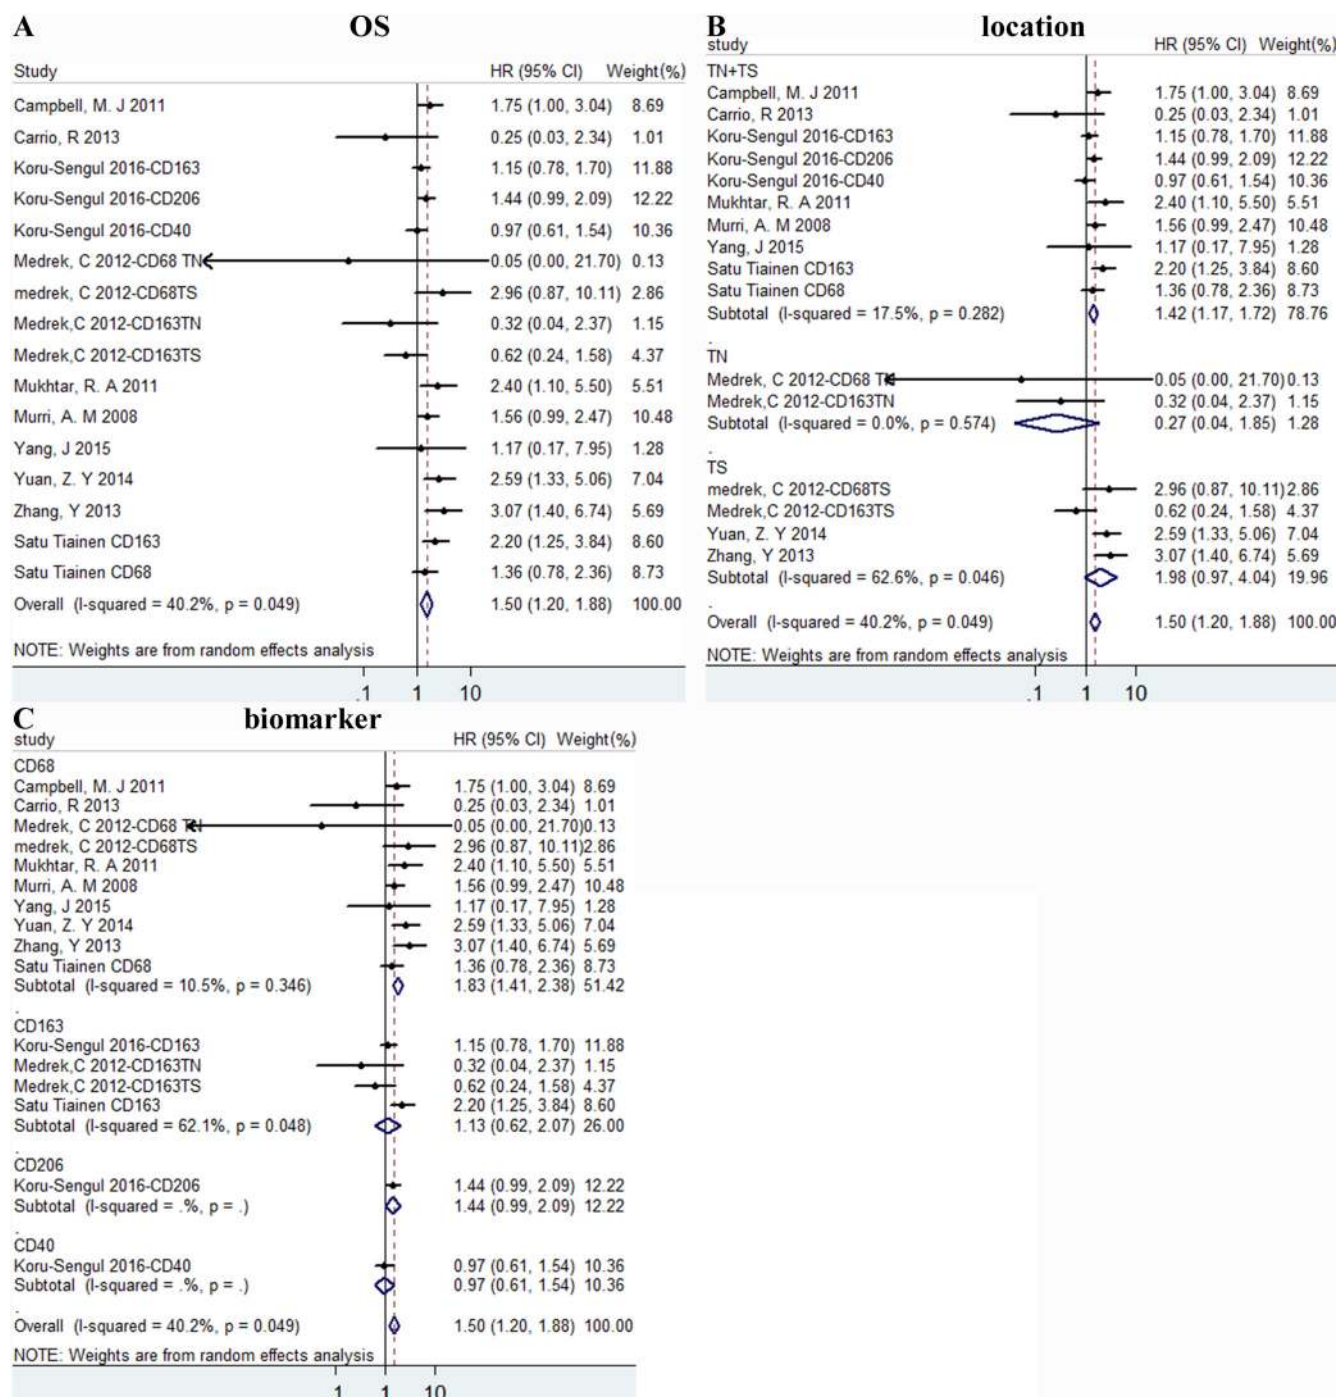 A OS
Study HR (95% CI) Weight(%)
Campbell, M. J 2011 1.75 (1.00, 3.04) 8.69
Carrio, R 2013 0.25 (0.03, 2.34) 1.01
Koru-Sengul 2016-CD163 1.15 (0.78, 1.70) 11.88
Koru-Sengul 2016-CD206 1.44 (0.99, 2.09) 12.22
Koru-Sengul 2016-CD40 0.97 (0.61, 1.54) 10.36
Medrek, C 2012-CD68 TN 0.05 (0.00, 21.70) 0.13
medrek, C 2012-CD68TS 2.96 (0.87, 10.11) 2.86
Medrek,C 2012-CD163TN 0.32 (0.04, 2.37) 1.15
Medrek,C 2012-CD163TS 0.62 (0.24, 1.58) 4.37
Mukhtar, R. A 2011 2.40 (1.10, 5.50) 5.51
Murri, A. M 2008 1.56 (0.99, 2.47) 10.48
Yang, J 2015 1.17 (0.17, 7.95) 1.28
Yuan, Z. Y 2014 2.59 (1.33, 5.06) 7.04
Zhang, Y 2013 3.07 (1.40, 6.74) 5.69
Satu Tiainen CD163 2.20 (1.25, 3.84) 8.60
Satu Tiainen CD68 1.36 (0.78, 2.36) 8.73
Overall (I-squared = 40.2%, p = 0.049) 1.50 (1.20, 1.88) 100.00
NOTE: Weights are from random effects analysis
.1 1 10
B location
study HR (95% CI) Weight(%)
TN+TS
Campbell, M. J 2011 1.75 (1.00, 3.04) 8.69
Carrio, R 2013 0.25 (0.03, 2.34) 1.01
Koru-Sengul 2016-CD163 1.15 (0.78, 1.70) 11.88
Koru-Sengul 2016-CD206 1.44 (0.99, 2.09) 12.22
Koru-Sengul 2016-CD40 0.97 (0.61, 1.54) 10.36
Mukhtar, R. A 2011 2.40 (1.10, 5.50) 5.51
Murri, A. M 2008 1.56 (0.99, 2.47) 10.48
Yang, J 2015 1.17 (0.17, 7.95) 1.28
Satu Tiainen CD163 2.20 (1.25, 3.84) 8.60
Satu Tiainen CD68 1.36 (0.78, 2.36) 8.73
Subtotal (I-squared = 17.5%, p = 0.282) 1.42 (1.17, 1.72) 78.76
.
TN
Medrek, C 2012-CD68 TN 0.05 (0.00, 21.70) 0.13
Medrek,C 2012-CD163TN 0.32 (0.04, 2.37) 1.15
Subtotal (I-squared = 0.0%, p = 0.574) 0.27 (0.04, 1.85) 1.28
.
TS
medrek, C 2012-CD68TS 2.96 (0.87, 10.11) 2.86
Medrek,C 2012-CD163TS 0.62 (0.24, 1.58) 4.37
Yuan, Z. Y 2014 2.59 (1.33, 5.06) 7.04
Zhang, Y 2013 3.07 (1.40, 6.74) 5.69
Subtotal (I-squared = 62.6%, p = 0.046) 1.98 (0.97, 4.04) 19.96
.
Overall (I-squared = 40.2%, p = 0.049) 1.50 (1.20, 1.88) 100.00
NOTE: Weights are from random effects analysis
.1 1 10
C biomarker
study HR (95% CI) Weight(%)
CD68
Campbell, M. J 2011 1.75 (1.00, 3.04) 8.69
Carrio, R 2013 0.25 (0.03, 2.34) 1.01
Medrek, C 2012-CD68 TN 0.05 (0.00, 21.70) 0.13
medrek, C 2012-CD68TS 2.96 (0.87, 10.11) 2.86
Mukhtar, R. A 2011 2.40 (1.10, 5.50) 5.51
Murri, A. M 2008 1.56 (0.99, 2.47) 10.48
Yang, J 2015 1.17 (0.17, 7.95) 1.28
Yuan, Z. Y 2014 2.59 (1.33, 5.06) 7.04
Zhang, Y 2013 3.07 (1.40, 6.74) 5.69
Satu Tiainen CD68 1.36 (0.78, 2.36) 8.73
Subtotal (I-squared = 10.5%, p = 0.346) 1.83 (1.41, 2.38) 51.42
.
CD163
Koru-Sengul 2016-CD163 1.15 (0.78, 1.70) 11.88
Medrek,C 2012-CD163TN 0.32 (0.04, 2.37) 1.15
Medrek,C 2012-CD163TS 0.62 (0.24, 1.58) 4.37
Satu Tiainen CD163 2.20 (1.25, 3.84) 8.60
Subtotal (I-squared = 62.1%, p = 0.048) 1.13 (0.62, 2.07) 26.00
.
CD206
Koru-Sengul 2016-CD206 1.44 (0.99, 2.09) 12.22
Subtotal (I-squared = .%, p = .) 1.44 (0.99, 2.09) 12.22
.
CD40
Koru-Sengul 2016-CD40 0.97 (0.61, 1.54) 10.36
Subtotal (I-squared = .%, p = .) 0.97 (0.61, 1.54) 10.36
.
Overall (I-squared = 40.2%, p = 0.049) 1.50 (1.20, 1.88) 100.00
NOTE: Weights are from random effects analysis
.1 1 10